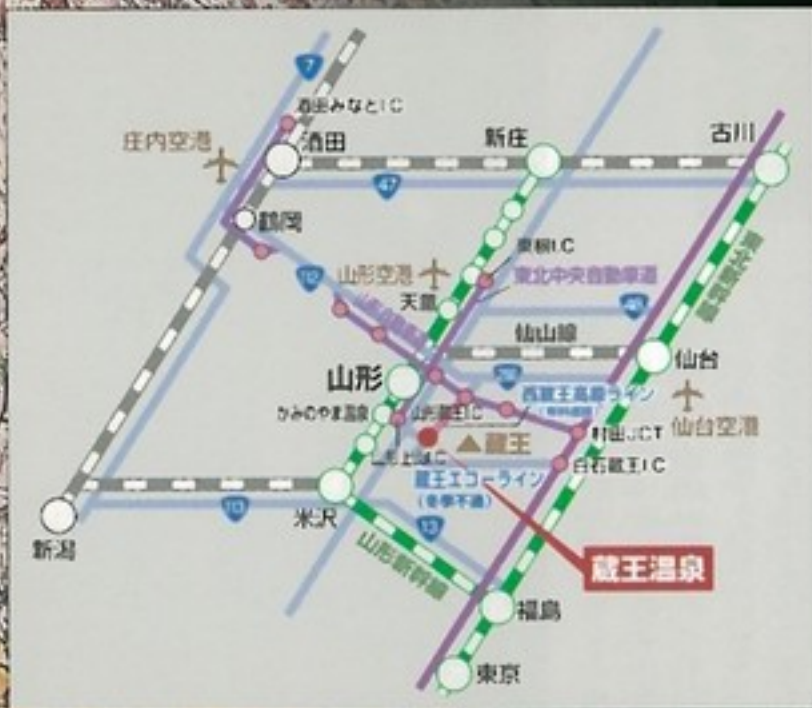 7
酒田みなとI.C
庄内空港
酒田
新庄
古川
47
鶴岡
東根I.C
112
山形空港
東北中央自動車道
天童
48
東北新幹線
仙山線
仙台
山形
西蔵王高原ライン
かみのやま温泉
山形蔵王I.C
村田JCT
仙台空港
蔵王
白石蔵王I.C
蔵王エコーライン
(冬季不通)
113
13
米沢
新潟
山形新幹線
蔵王温泉
福島
東京